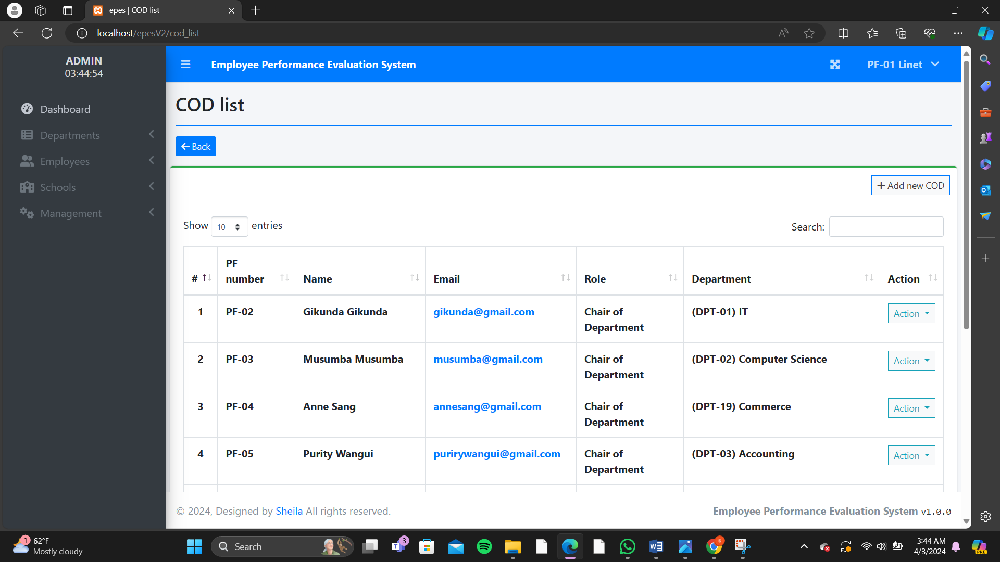 epes | COD list
localhost/epesV2/cod_list
ADMIN
03:44:54
Dashboard
Departments
Employees
Schools
Management
Employee Performance Evaluation System
PF-01 Linet
COD list
Back
+ Add new COD
Show 10 entries
Search:
# PF number Name Email Role Department Action
1 PF-02 Gikunda Gikunda gikunda@gmail.com Chair of Department (DPT-01) IT Action
2 PF-03 Musumba Musumba musumba@gmail.com Chair of Department (DPT-02) Computer Science Action
3 PF-04 Anne Sang annesang@gmail.com Chair of Department (DPT-19) Commerce Action
4 PF-05 Purity Wangui purirywangui@gmail.com Chair of Department (DPT-03) Accounting Action
© 2024, Designed by Sheila All rights reserved.
Employee Performance Evaluation System v1.0.0
1
62°F
Mostly cloudy
Search
3
3:44 AM
4/3/2024
PRE